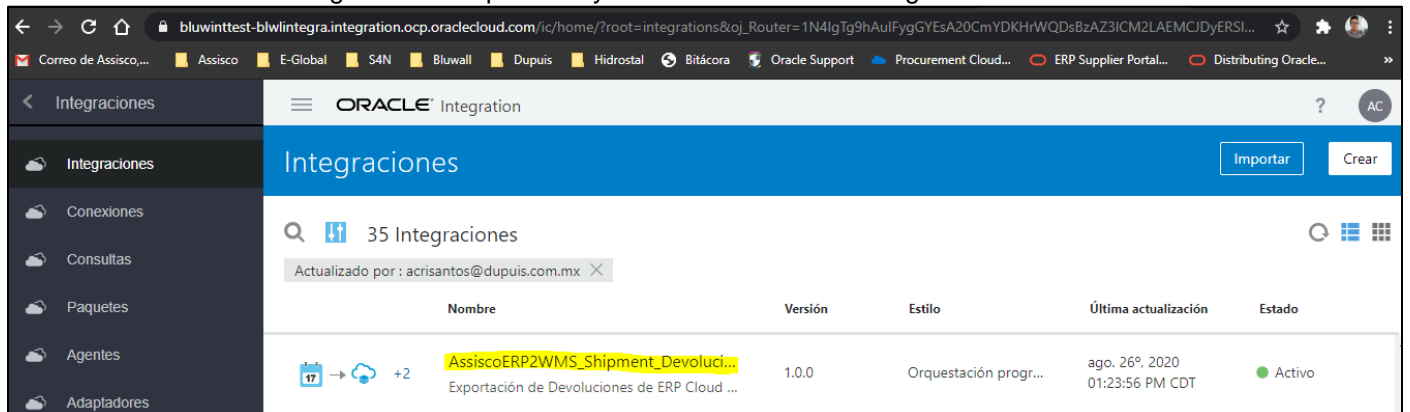 bluwinttest-blwlintegra.integration.ocp.oraclecloud.com/ic/home/?root=integrations&oj_Router=1N4IgTg9hAuIFygGYEsA20CmYDKHrWQDsBzAZ3ICM2LAEMCJDyERSI...
Correo de Assisco,... Assisco E-Global S4N Bluwall Dupuis Hidrostal Bitácora Oracle Support Procurement Cloud... ERP Supplier Portal... Distributing Oracle... »
Integraciones
ORACLE® Integration ? AC
Integraciones
Integraciones
Importar Crear
Conexiones
35 Integraciones
Consultas
Actualizado por : acrisantos@dupuis.com.mx
Paquetes
Nombre Versión Estilo Última actualización Estado
Agentes
17 +2 AssiscoERP2WMS_Shipment_Devoluci... 1.0.0 Orquestación progr... ago. 26º, 2020 Activo
Exportación de Devoluciones de ERP Cloud ... 01:23:56 PM CDT
Adaptadores